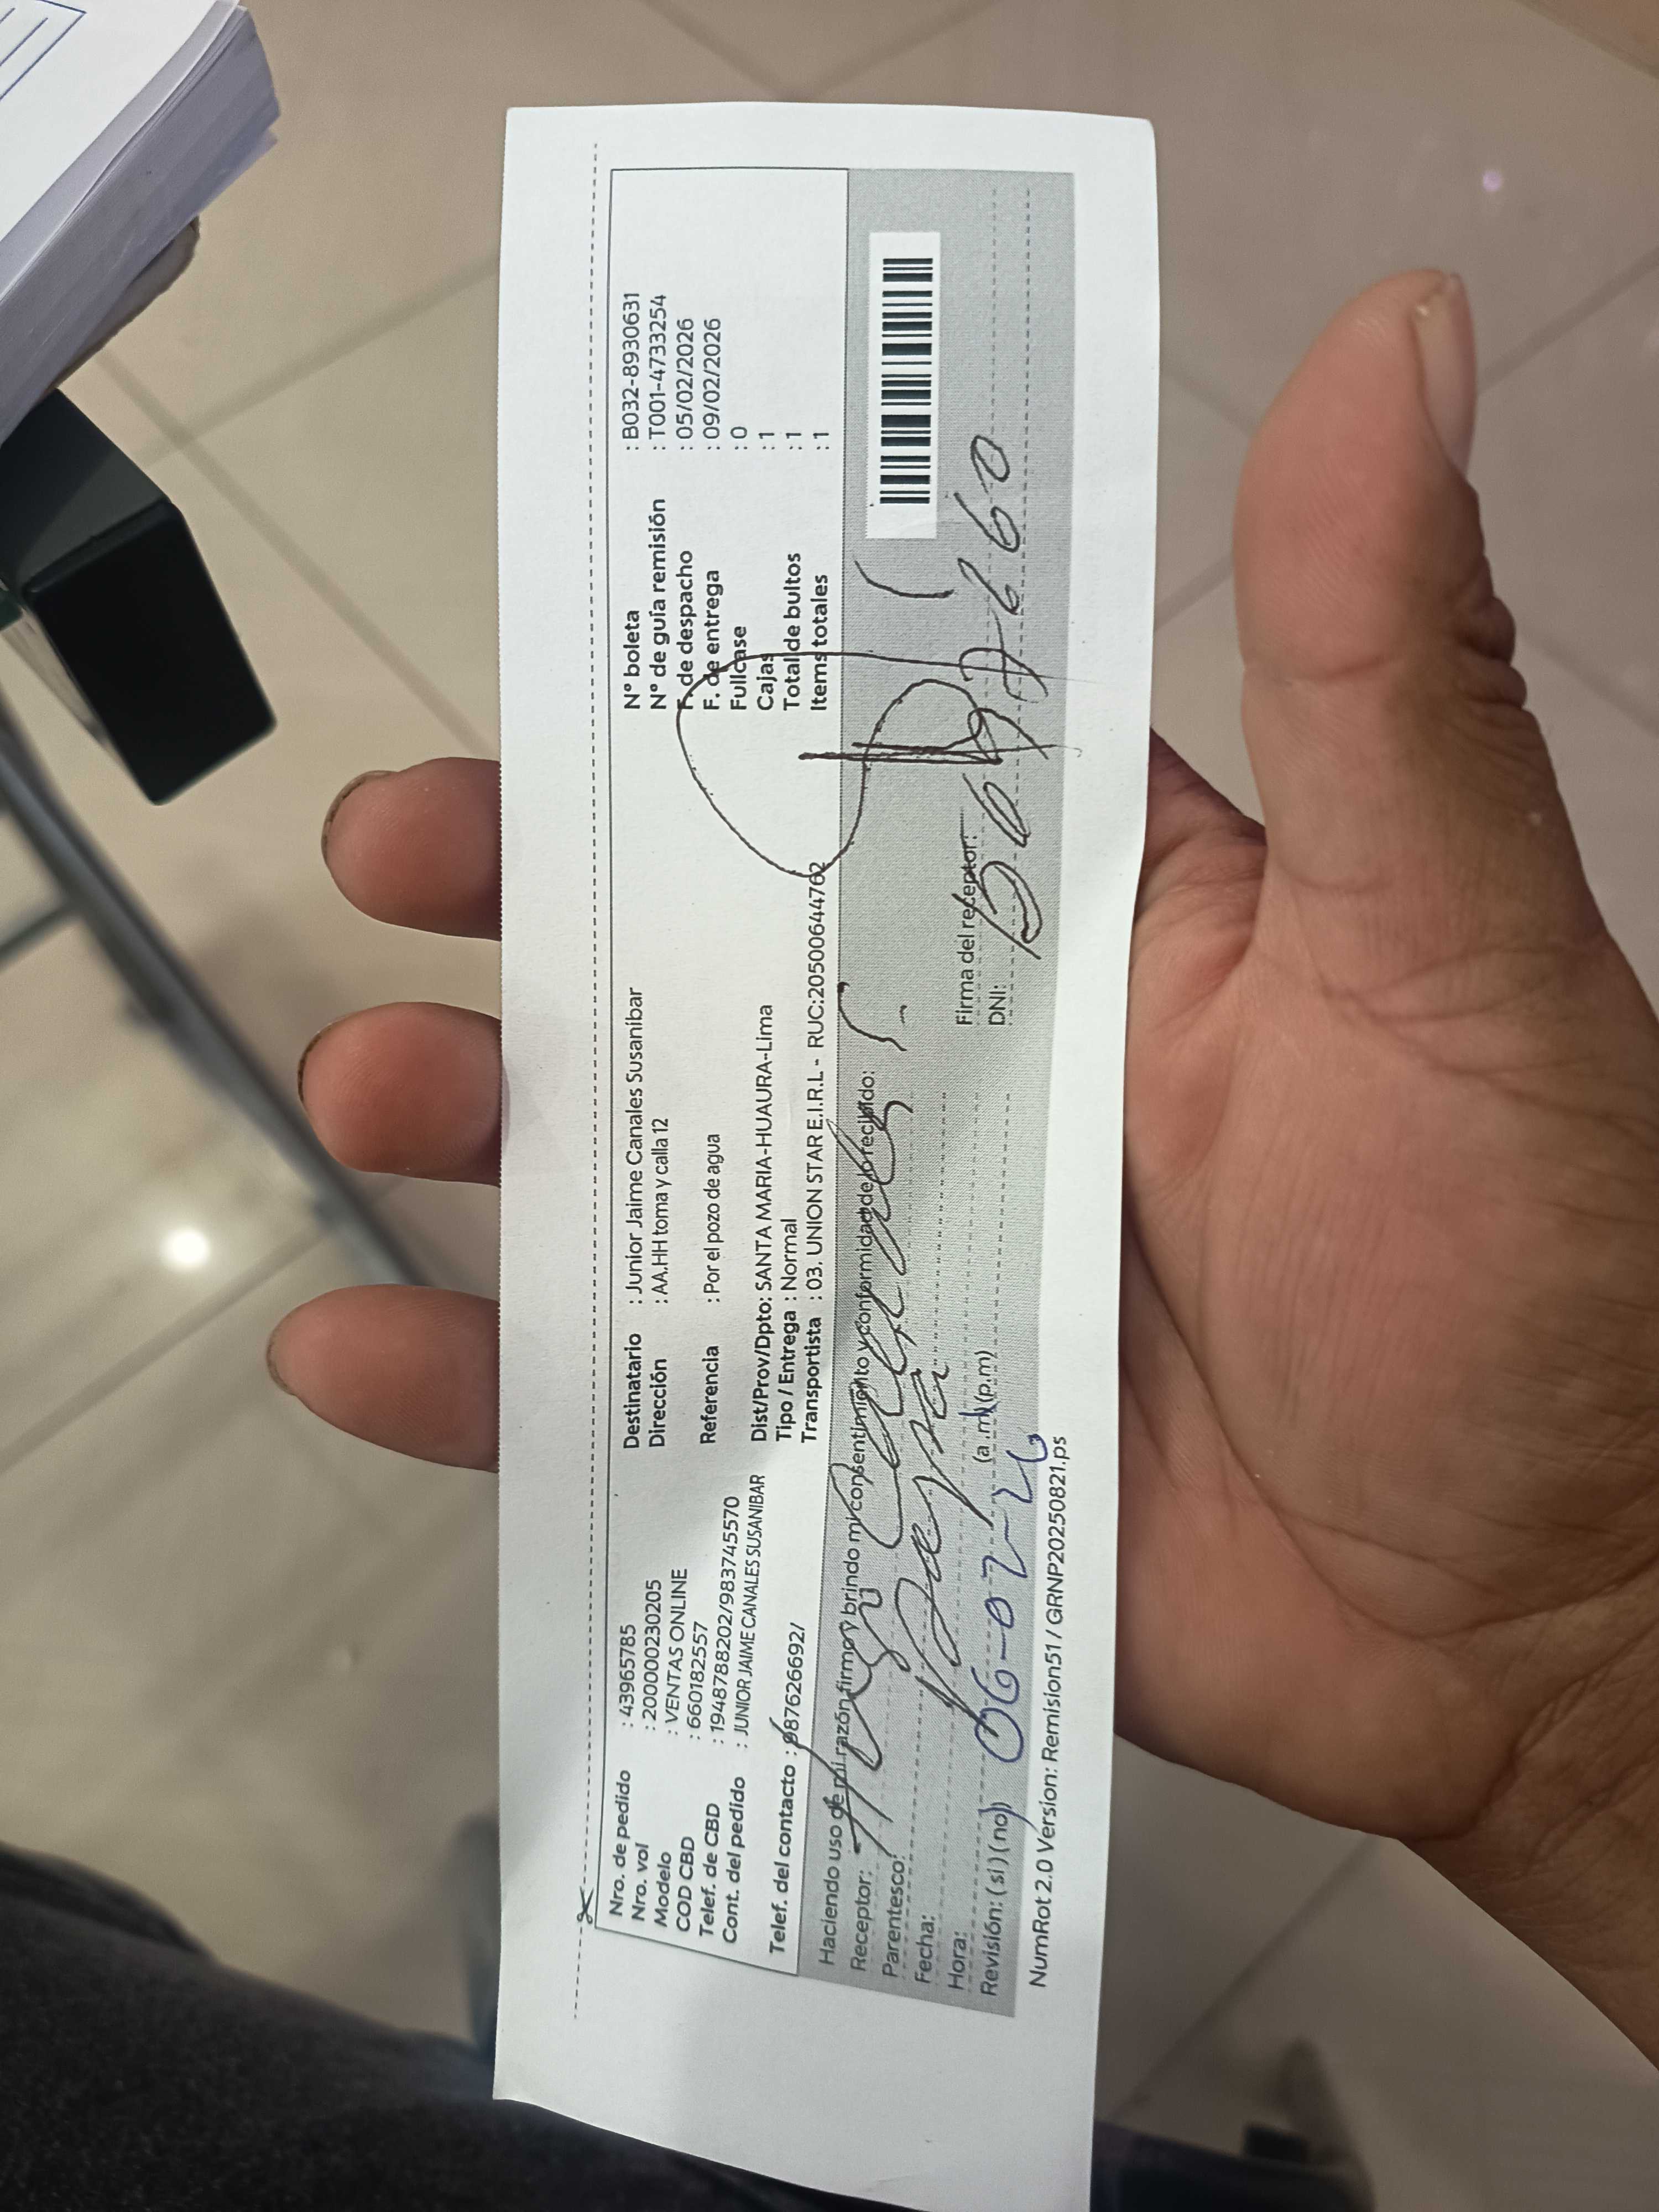 Nro. de pedido : 43965785
Nro. vol : 200000230205
Modelo : VENTAS ONLINE
COD CBD : 660182557
Telef. de CBD : 1948788202/983745570
Cont. del pedido : JUNIOR JAIME CANALES SUSANIBAR
Telef. del contacto : 987626692/
Destinatario : Junior Jaime Canales Susanibar
Dirección : AA.HH toma y calla 12
Referencia : Por el pozo de agua
Dist/Prov/Dpto: SANTA MARIA-HUAURA-Lima
Tipo / Entrega : Normal
Transportista : 03. UNION STAR E.I.R.L - RUC:20500644762
N° boleta : B032-8930631
N° de guía remisión : T001-4733254
F. de despacho : 05/02/2026
F. de entrega : 09/02/2026
Fullcase : 0
Cajas : 1
Total de bultos : 1
Items totales : 1
Haciendo uso de mi razón firmo y brindo mi consentimiento y conformidad de lo recibido:
Receptor: Canales S.
Parentesco:
Fecha:
Hora: 06-02-26 (a.m) (p.m)
Revisión: (si) (no)
Firma del receptor:
DNI:
NumRot 2.0 Version: Remision51 / GRNP20250821.ps